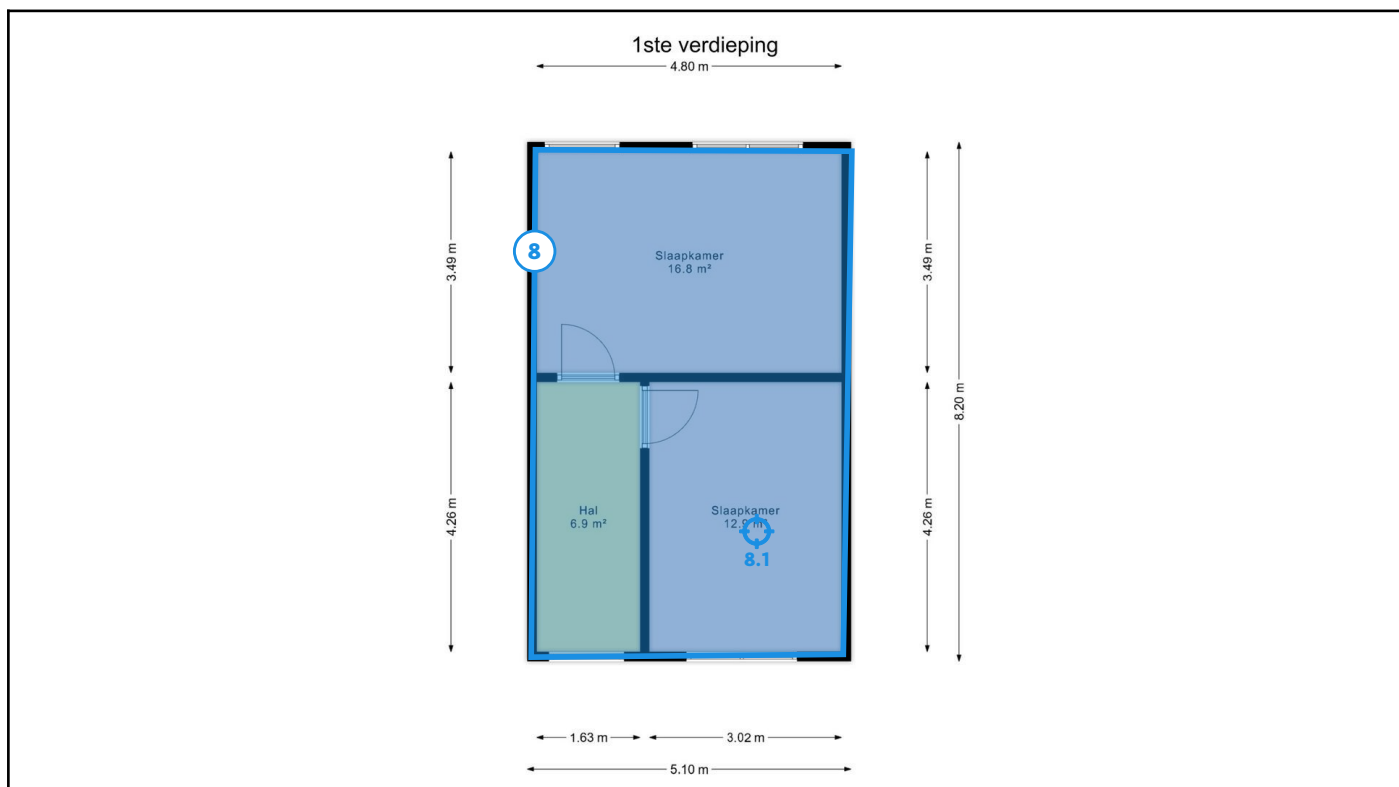 1ste verdieping
4.80 m
3.49 m
3.49 m
8
Slaapkamer
16.8 m²
8.20 m
4.26 m
4.26 m
Hal
6.9 m²
Slaapkamer
8.1
1.63 m
3.02 m
5.10 m